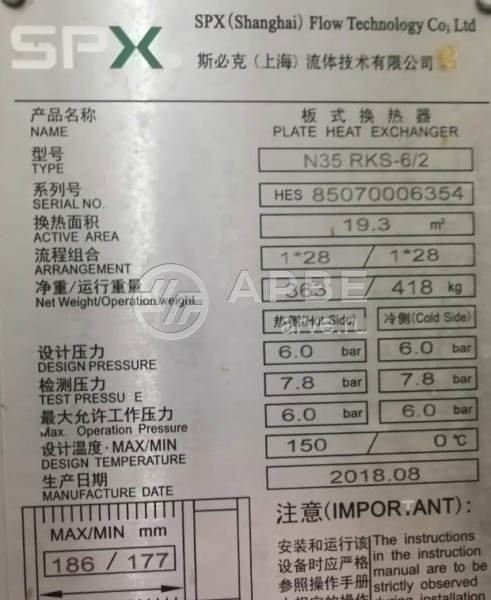 SPX
SPX (Shanghai) Flow Technology Co; Ltd
斯必克 (上海) 流体技术有限公司
产品名称 板式换热器
NAME PLATE HEAT EXCHANGER
型号
TYPE N35 RKS-6/2
系列号
SERIAL NO. HES 85070006354
换热面积
ACTIVE AREA 19.3 m²
流程组合
ARRANGEMENT 1*28 / 1*28
净重/运行重量
Net Weight/Operation weight 363 / 418 kg
АРВЕ
arve.ru
热侧(Hot Side) 冷侧(Cold Side)
设计压力
DESIGN PRESSURE 6.0 bar 6.0 bar
检测压力
TEST PRESSU E 7.8 bar 7.8 bar
最大允许工作压力
Max. Operation Pressure 6.0 bar 6.0 bar
设计温度·MAX/MIN
DESIGN TEMPERATURE 150 / 0 ℃
生产日期
MANUFACTURE DATE 2018.08
MAX/MIN mm
186 / 177
注意(IMPORTANT):
安装和运行该
设备时应严格
参照操作手册
The instructions
in the instruction
manual are to be
strictly observed
during installation